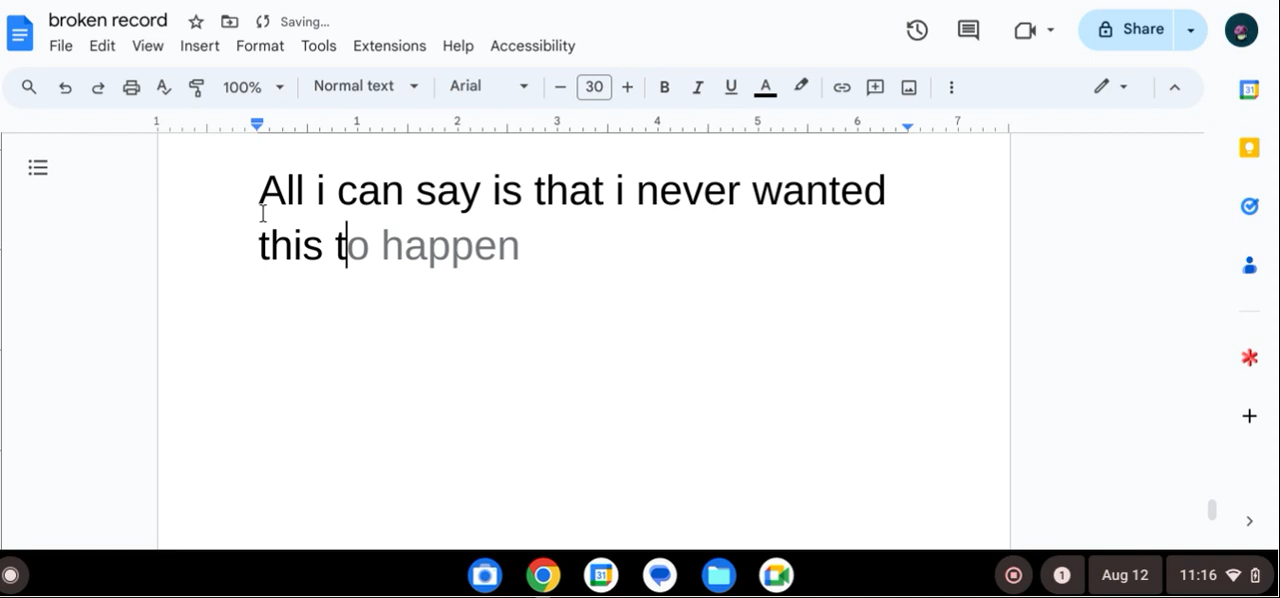 broken record Saving...
File Edit View Insert Format Tools Extensions Help Accessibility
Share
100% Normal text Arial 30 B I U A
1 1 2 3 4 5 6 7
31
All i can say is that i never wanted
this to happen
31
1 Aug 12 11:16